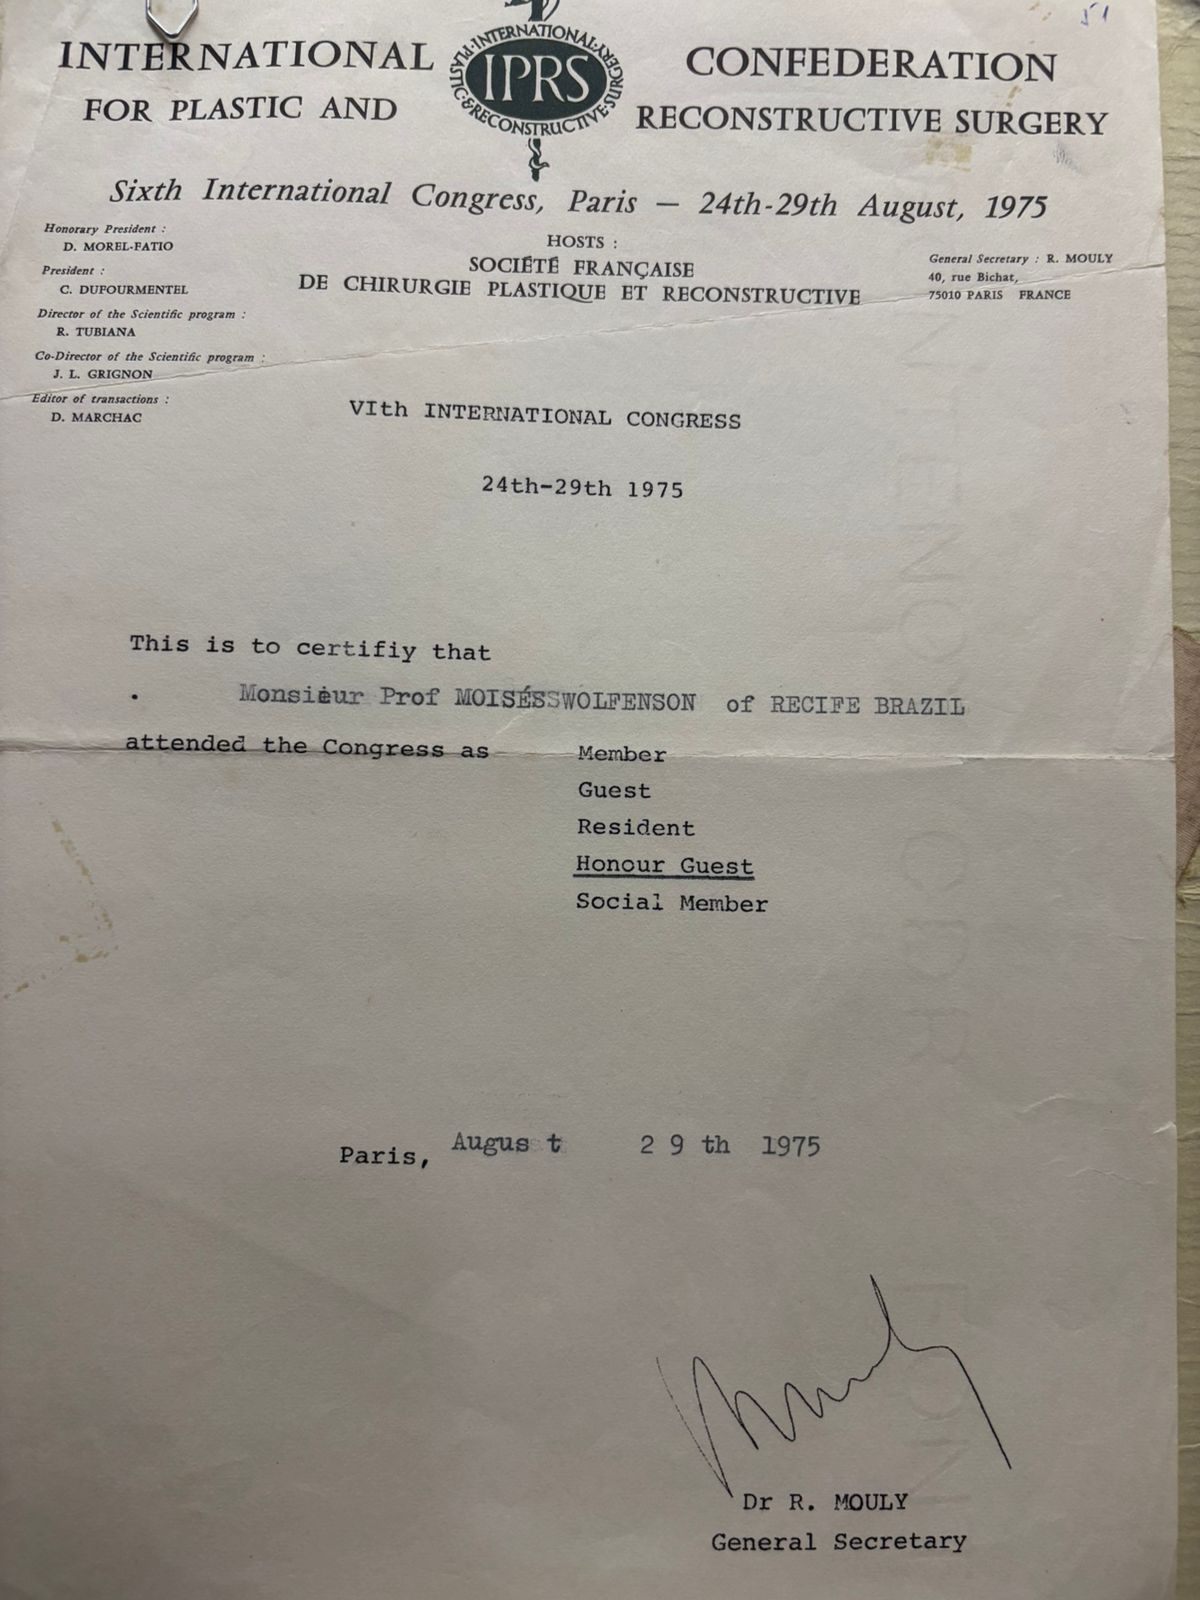 51
INTERNATIONAL CONFEDERATION
FOR PLASTIC AND RECONSTRUCTIVE SURGERY
INTERNATIONAL
IPRS
PLASTIC & RECONSTRUCTIVE SURGERY
Sixth International Congress, Paris — 24th-29th August, 1975
Honorary President :
D. MOREL-FATIO
President :
C. DUFOURMENTEL
Director of the Scientific program :
R. TUBIANA
Co-Director of the Scientific program :
J. L. GRIGNON
Editor of transactions :
D. MARCHAC
HOSTS :
SOCIÉTÉ FRANÇAISE
DE CHIRURGIE PLASTIQUE ET RECONSTRUCTIVE
General Secretary : R. MOULY
40, rue Bichat,
75010 PARIS FRANCE
VIth INTERNATIONAL CONGRESS
24th-29th 1975
This is to certifiy that
. Monsieur Prof MOISÉSSWOLFENSON of RECIFE BRAZIL
attended the Congress as Member
Guest
Resident
Honour Guest
Social Member
Paris, August 29 th 1975
Mouly
Dr R. MOULY
General Secretary